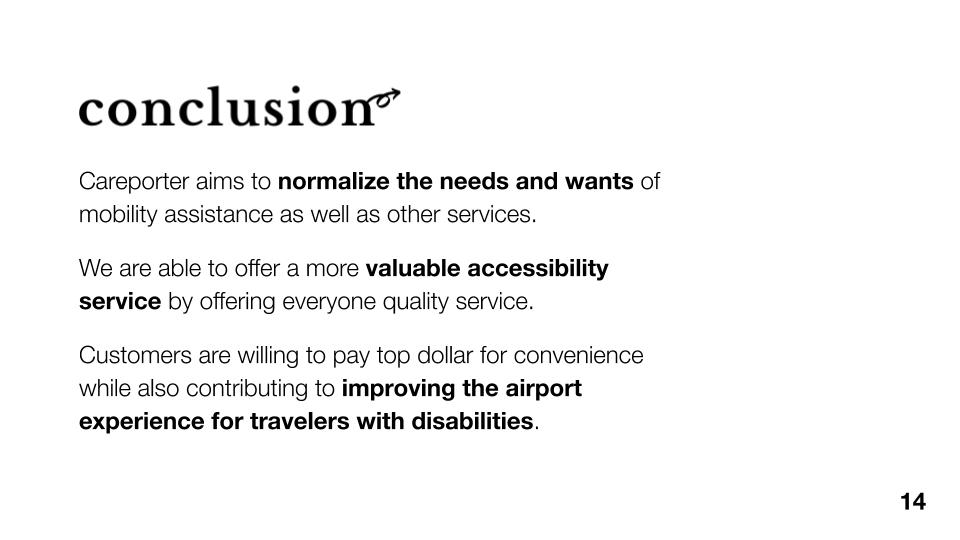 conclusion
Careporter aims to normalize the needs and wants of
mobility assistance as well as other services.
We are able to offer a more valuable accessibility
service by offering everyone quality service.
Customers are willing to pay top dollar for convenience
while also contributing to improving the airport
experience for travelers with disabilities.
14